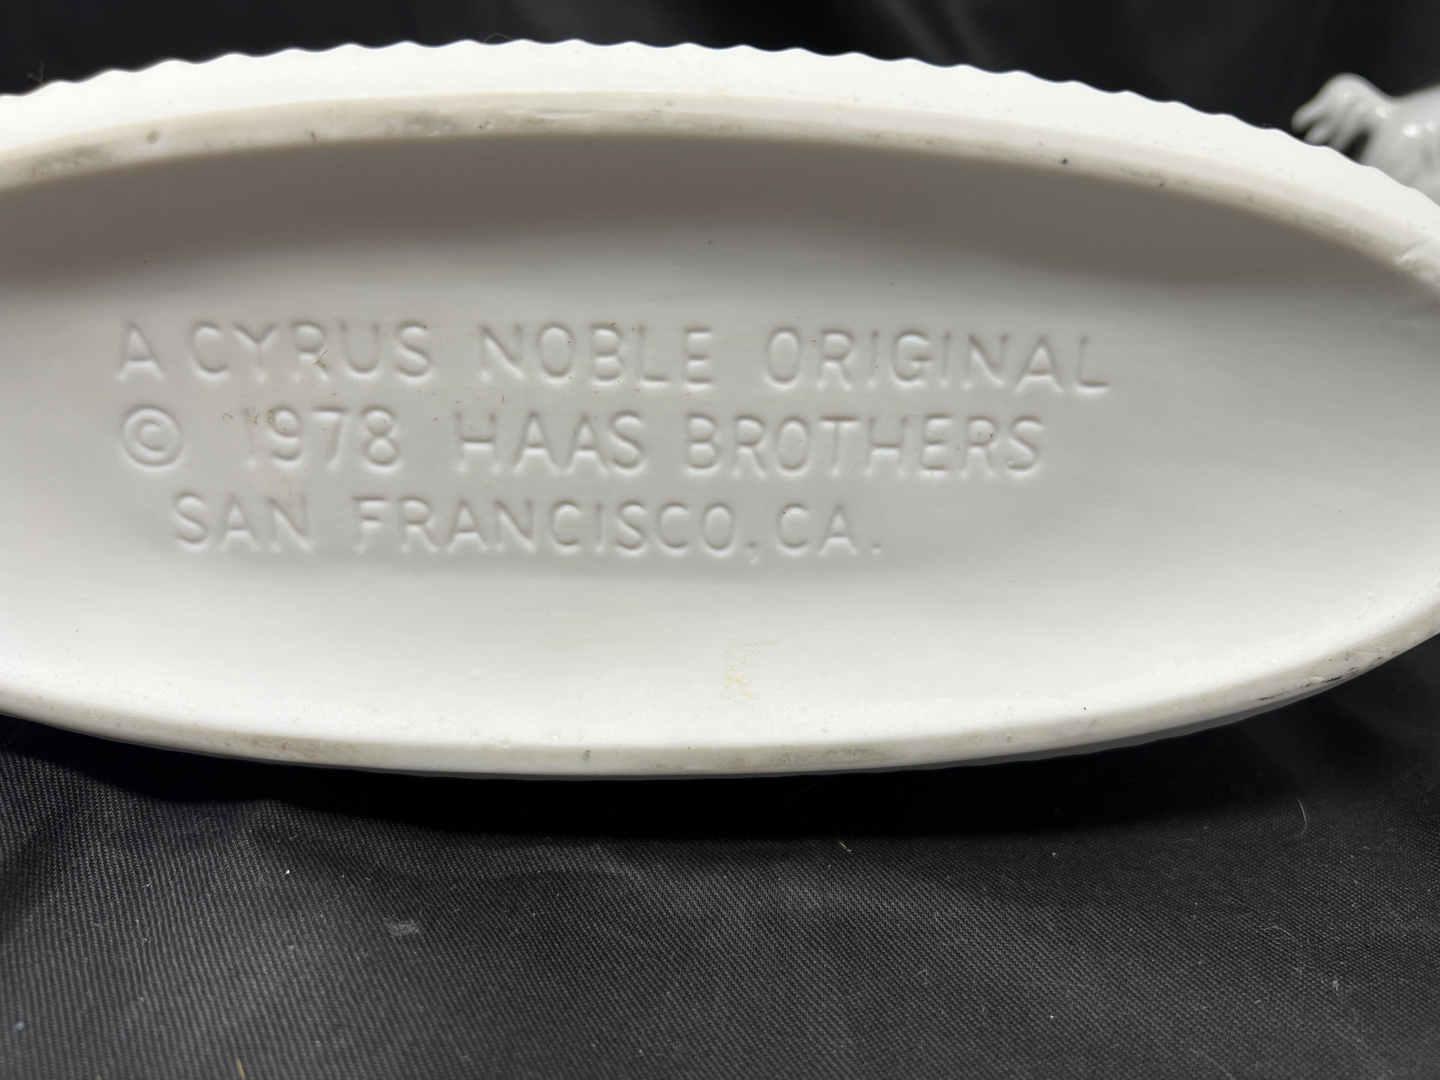 A CYRUS NOBLE ORIGINAL
© 1978 HAAS BROTHERS
SAN FRANCISCO, CA.